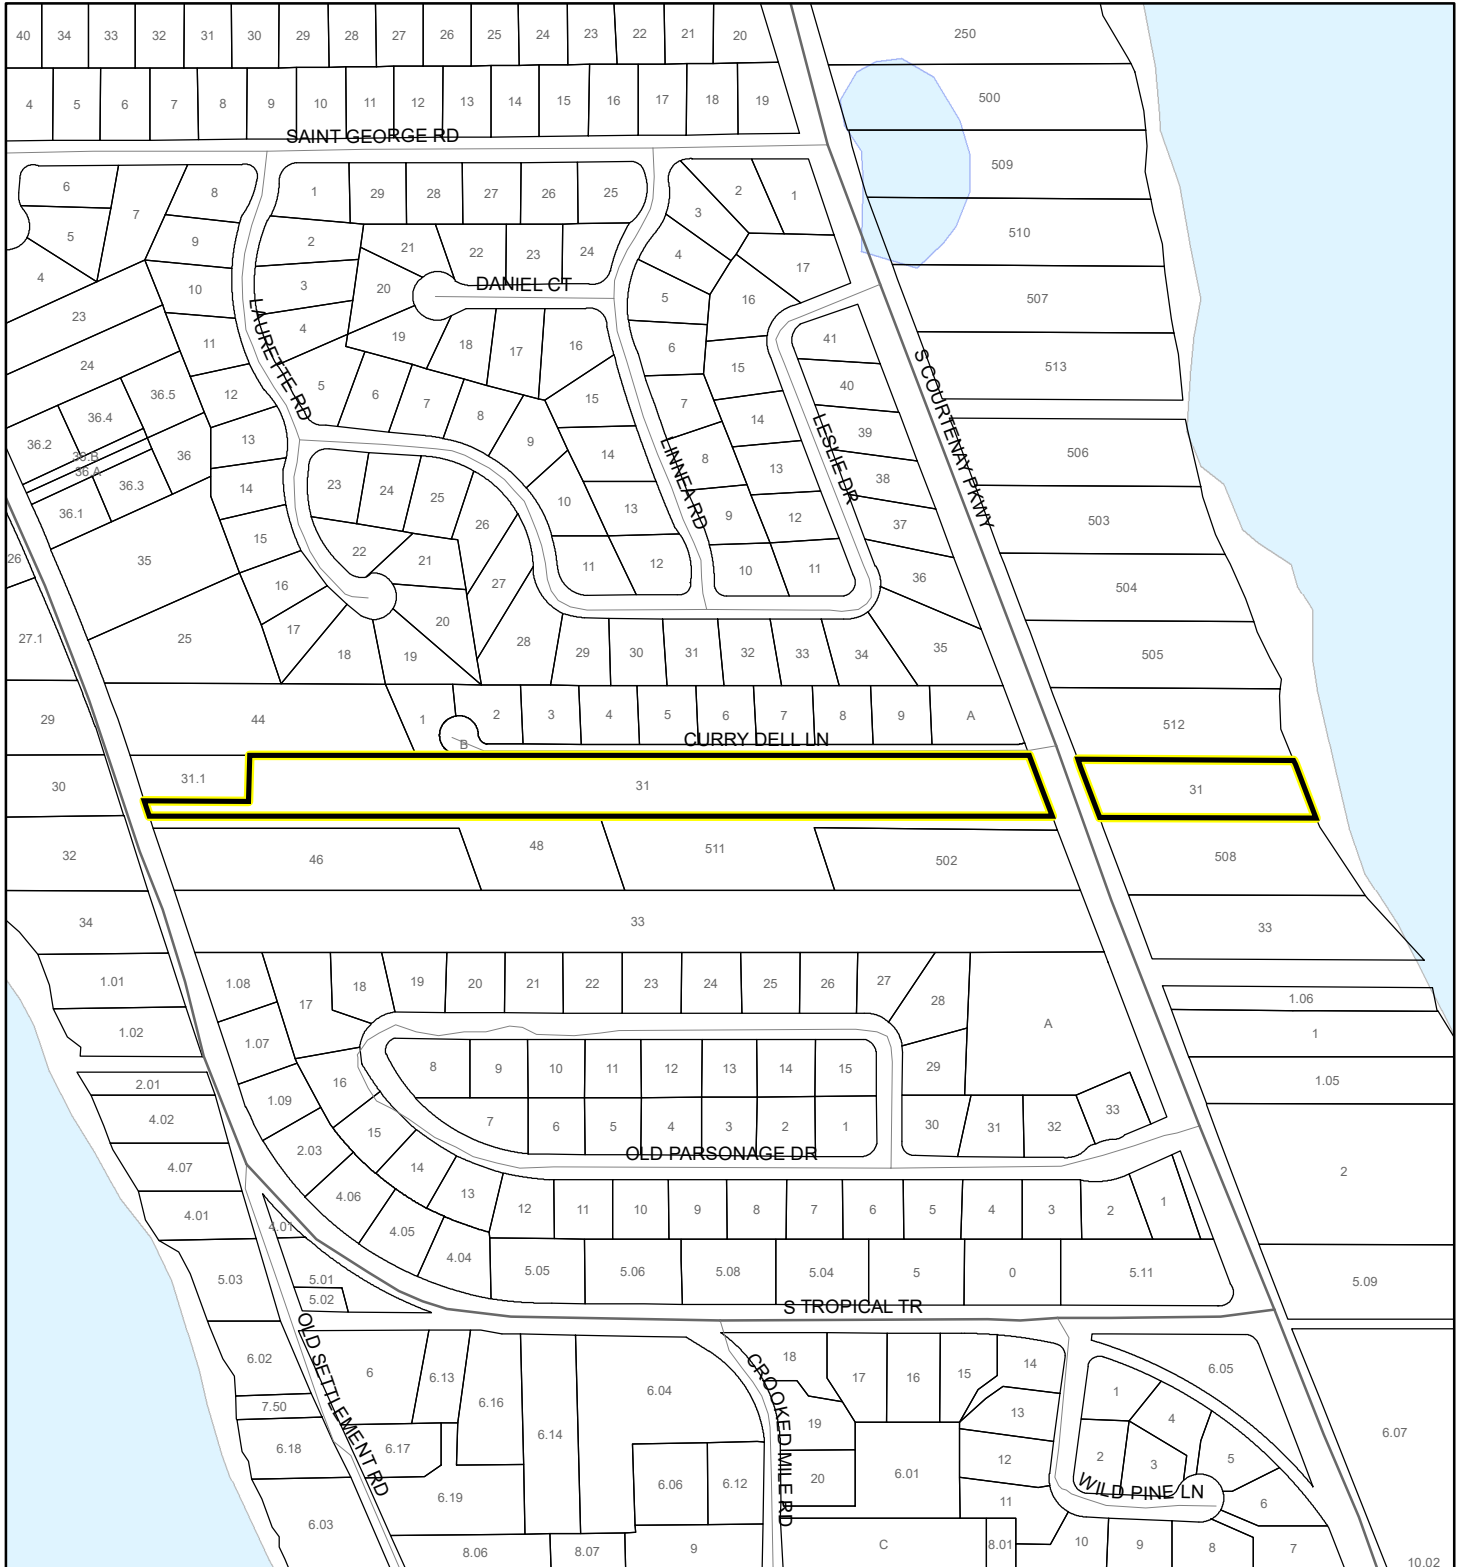 40 34 33 32 31 30 29 28 27 26 25 24 23 22 21 20 250
4 5 6 7 8 9 10 11 12 13 14 15 16 17 18 19 500
SAINT GEORGE RD
509
6 7 8 1 29 28 27 26 25 3 2 1
5 9 2 21 22 23 24 4 17 510
4 10 3 20 DANIEL CT 5 16 507
23 11 4 19 18 17 16 6 15 41 513
LAURETTE RD
24 12 5 6 7 8 9 15 7 14 40
S COURTENAY PKWY
36.5 36.4 36.2 36 13 14 8 13 39 506
LINNEA RD
LESLIE DR
36.B
36.A
36.3 36.1 14 23 24 25 26 10 13 9 12 38 37 503
26 35 15 22 21 27 11 12 10 11 36 504
16
27.1 25 17 18 19 20 28 29 30 31 32 33 34 35 505
29 44 1 2 3 4 5 6 7 8 9 A 512
B CURRY DELL LN
30 31.1 31 31
32 46 48 511 502 508
34 33 33
1.01 1.08 17 18 19 20 21 22 23 24 25 26 27 28 A 1.06
1.02 1.07 16 8 9 10 11 12 13 14 15 29 1
2.01 1.09 1.05
4.02 15 7 6 5 4 3 2 1 30 31 32 33
OLD PARSONAGE DR
4.07 2.03 14 2
4.06 13 12 11 10 9 8 7 6 5 4 3 2 1
4.01 4.01 4.05 4.04
5.03 5.01 5.05 5.06 5.08 5.04 5 0 5.11 5.09
5.02
S TROPICAL TR
OLD SETTLEMENT RD
CROOKED MILE RD
6.02 6 6.13 6.16 6.04 18 17 16 15 14 6.05
7.50 6.14 19 13 1 4 6.07
6.18 6.17 6.06 6.12 20 6.01 12 2 3 5
WILD PINE LN
6.03 6.19 11 6
8.06 8.07 9 C 8.01 10 9 8 7 10.02